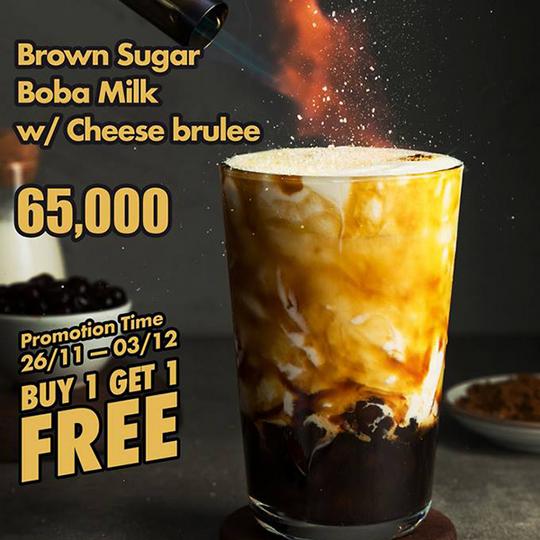 Brown Sugar
Boba Milk
w/ Cheese brulee
65,000
Promotion Time
26/11 – 03/12
BUY 1 GET 1
FREE